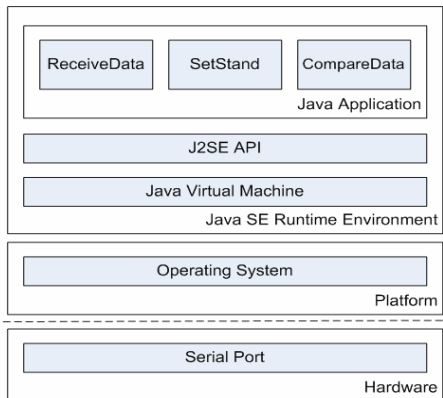 ReceiveData SetStand CompareData
Java Application
J2SE API
Java Virtual Machine
Java SE Runtime Environment
Operating System
Platform
Serial Port
Hardware